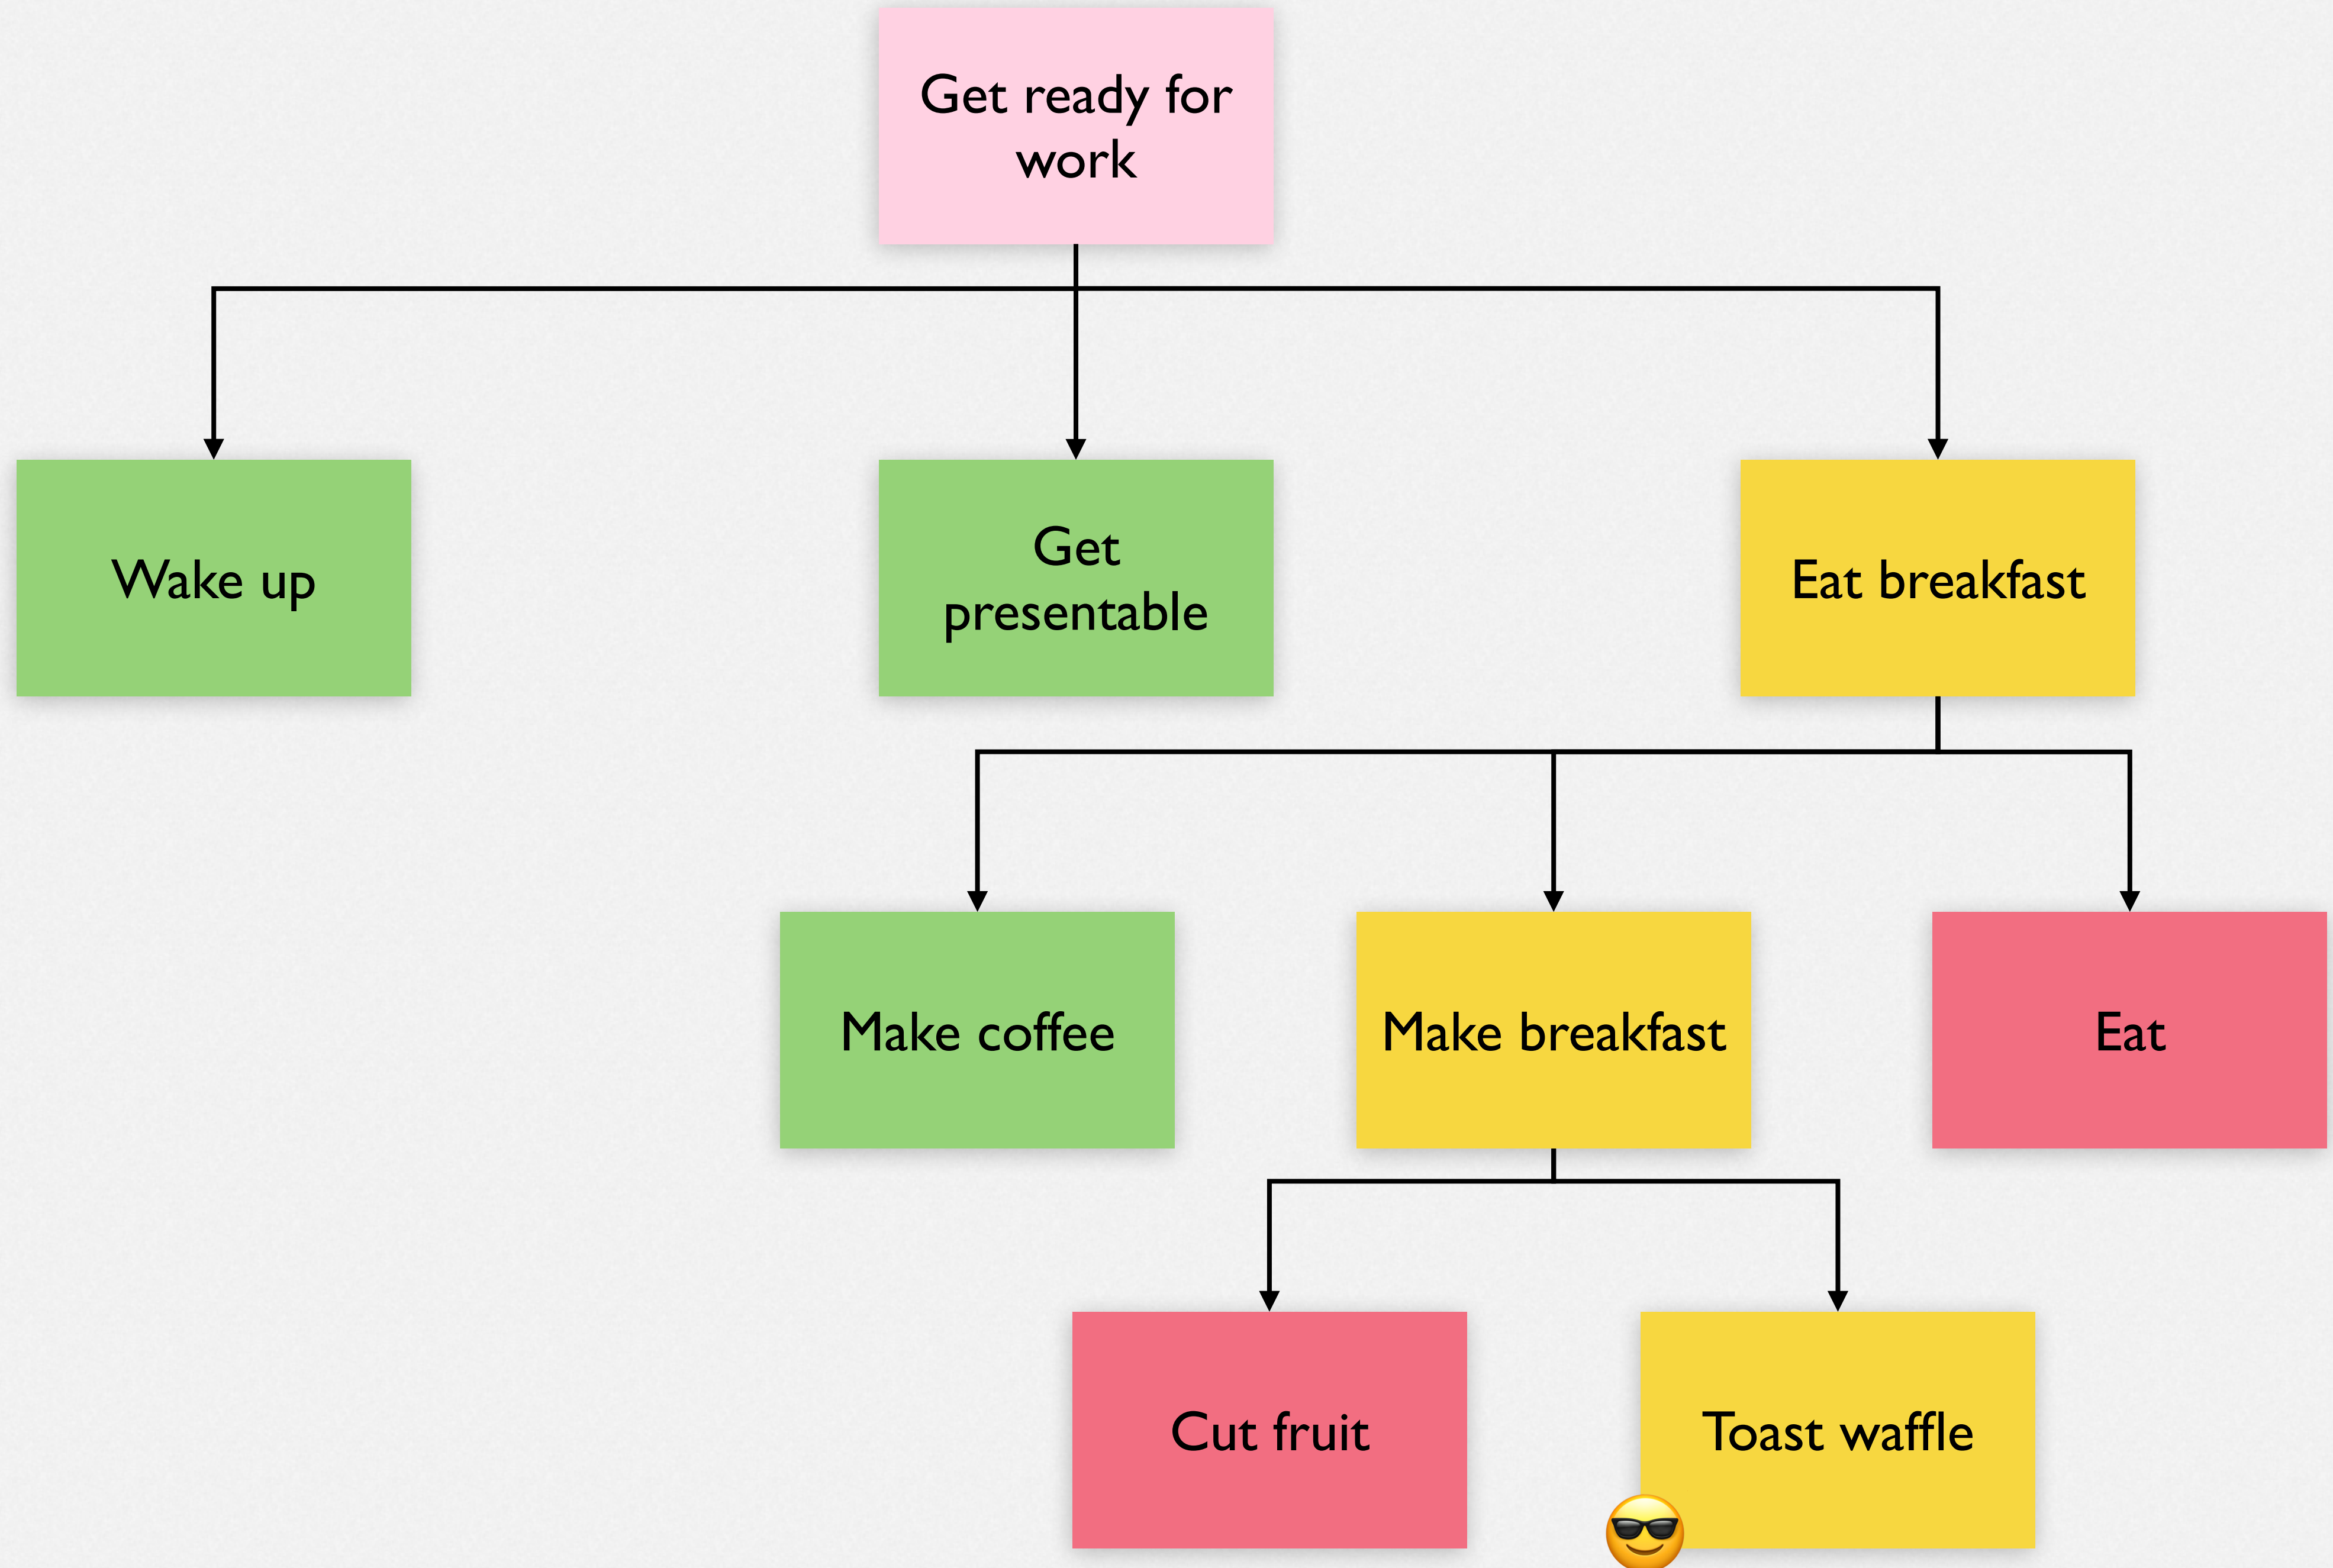 Get ready for
work
Wake up
Get
presentable
Eat breakfast
Make coffee
Make breakfast
Eat
Cut fruit
Toast waffle